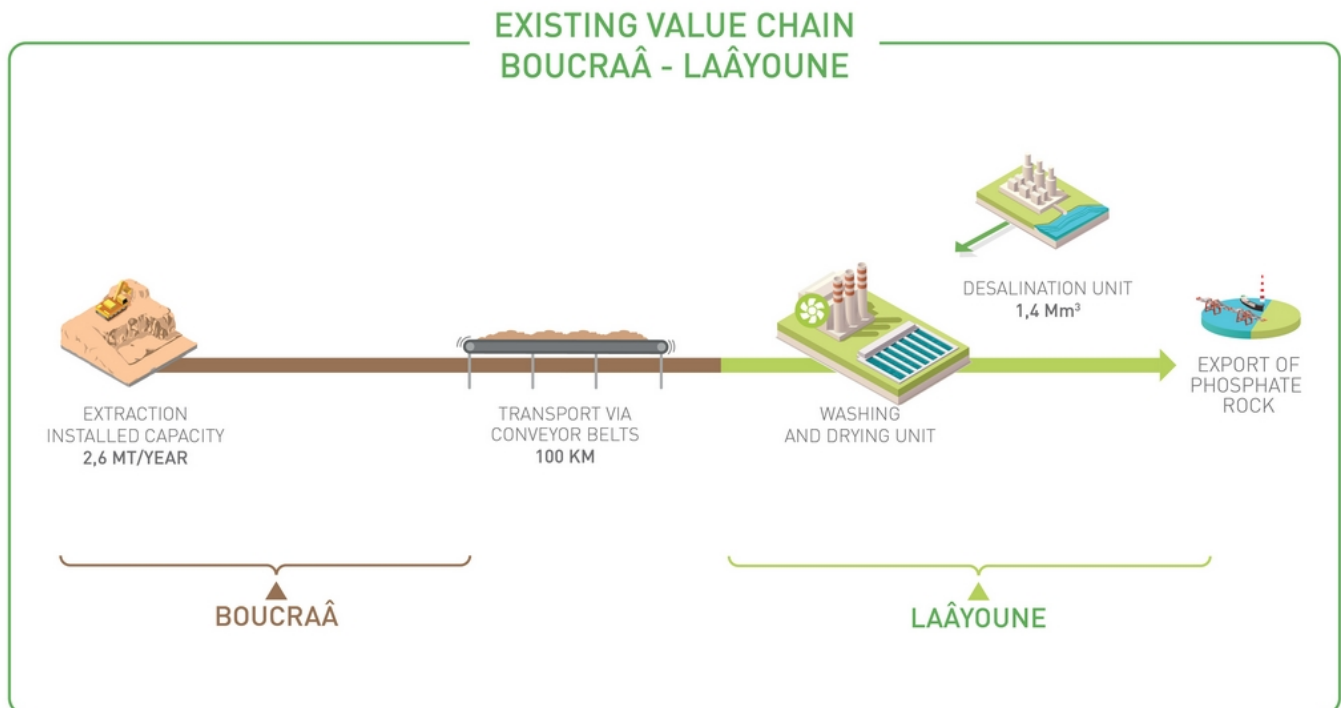 EXISTING VALUE CHAIN
BOUCRAÂ - LAÂYOUNE
DESALINATION UNIT
1,4 Mm³
EXTRACTION
INSTALLED CAPACITY
2,6 MT/YEAR
TRANSPORT VIA
CONVEYOR BELTS
100 KM
WASHING
AND DRYING UNIT
EXPORT OF
PHOSPHATE
ROCK
BOUCRAÂ
LAÂYOUNE